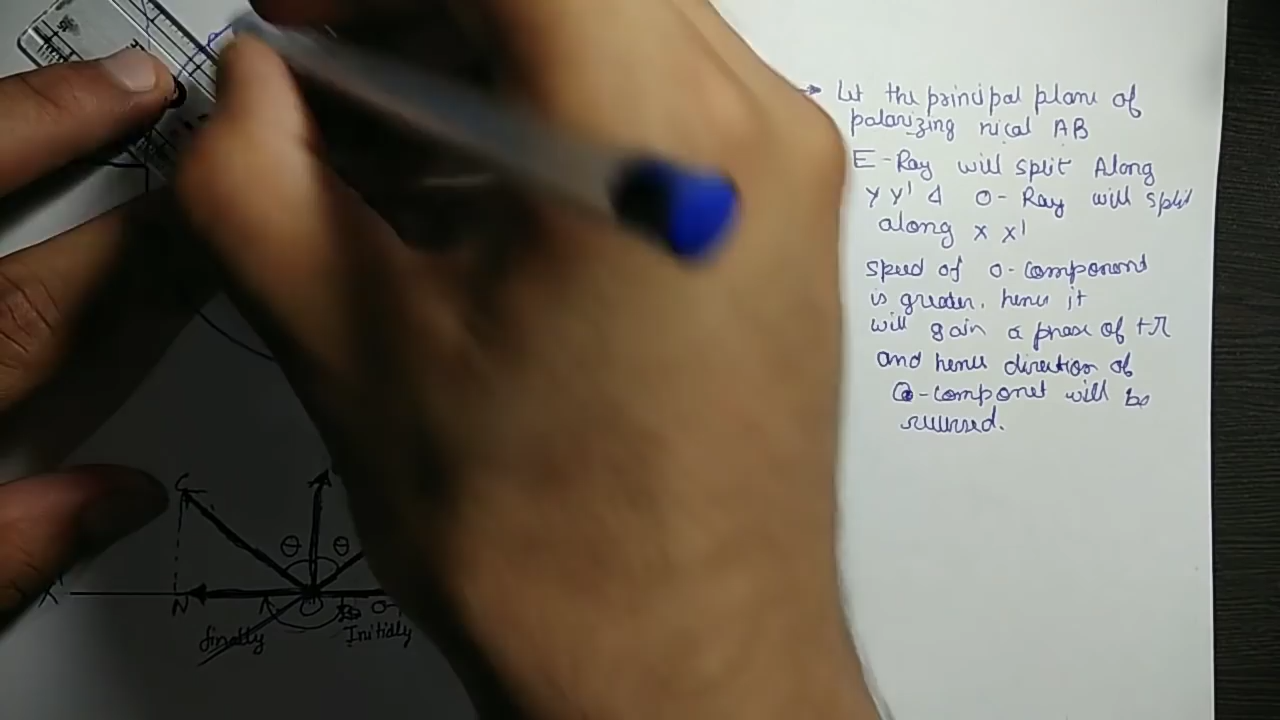 Let the principal plane of
polarizing nical AB
E-Ray will split Along
y y' & O-Ray will split
along x x'
speed of o-component
is greater. hence it
will gain a phase of +π
and hence direction of
o-componet will be
reversed.
C
θ θ
X' N O
finally Initially